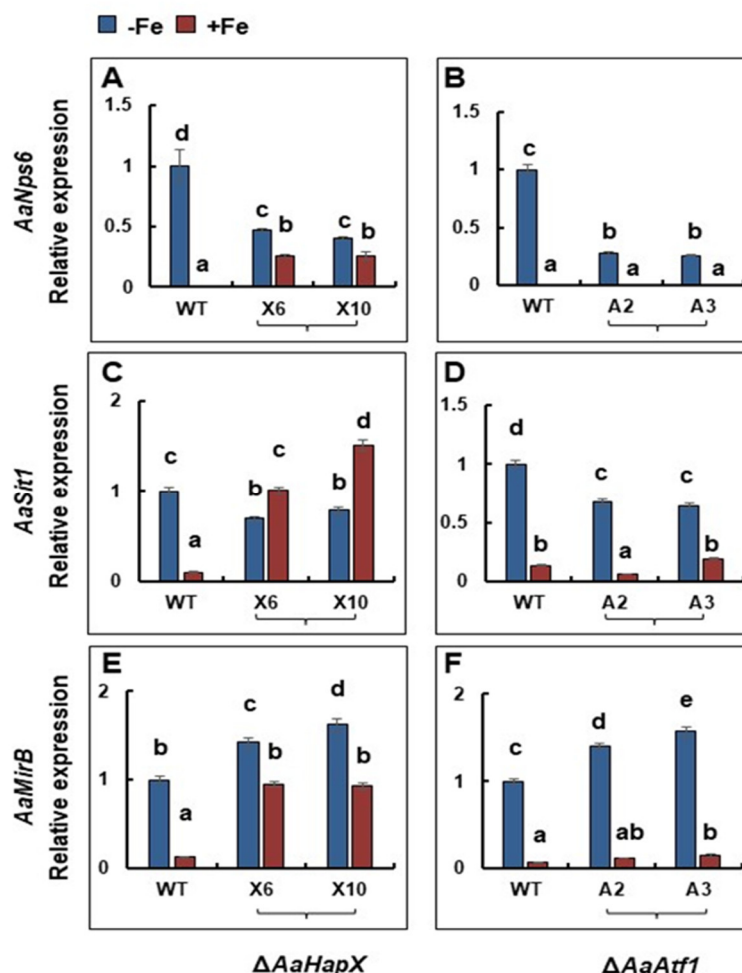 -Fe +Fe
A
AaNps6
Relative expression
1.5
1
0.5
0
d
a
c
b
c
b
WT X6 X10
B
1.5
1
0.5
0
c
a
b
a
b
a
WT A2 A3
C
AaSit1
Relative expression
2
1
0
c
a
b
c
b
d
WT X6 X10
D
1.5
1
0.5
0
d
b
c
a
c
b
WT A2 A3
E
AaMirB
Relative expression
2
1
0
b
a
c
b
d
b
WT X6 X10
F
2
1
0
c
a
d
ab
e
b
WT A2 A3
ΔAaHapX ΔAaAtf1